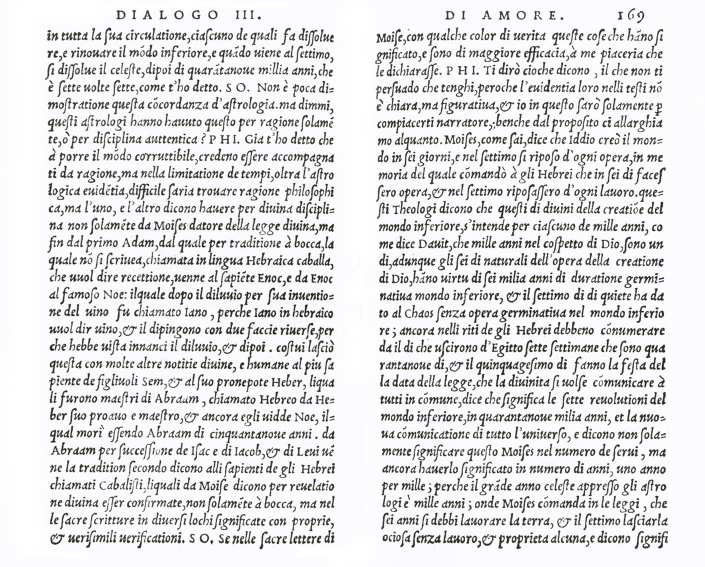 DIALOGO III.
in tutta la sua circulatione, ciascuno de quali fa dissolue
re, e rinouare il módo inferiore, e quãdo uiene al settimo,
si dissolue il celeste, dipoi di quarãtanoue millia anni, che
è sette uolte sette, come t'ho detto. S O. Non è poca di=
mostratione questa cõcordanza d'astrologia. ma dimmi,
questi astrologi hanno hauuto questo per ragione solamé
te, ò per disciplina auttentica? P H I. Gia t'ho detto che
à porre il módo corruttibile, credeno essere accompagna
ti da ragione, ma nella limitatione de tempi, oltra l'astro
logica euidẽtia, difficile saria trouare ragione philosophi
ca, ma l'uno, e l'altro dicono hauere per diuina discipli=
na non solamẽte da Moises datore della legge diuina, ma
fin dal primo Adam, dal quale per traditione à bocca, la
quale nõ si scriuea, chiamata in lingua Hebraica caballa,
che uuol dire recettione, uenne al sapiẽte Enoc, e da Enoc
al famoso Noe: ilquale dopo il diluuio per sua inuentio=
ne del uino fu chiamato Iano, perche Iano in hebraico
uuol dir uino, & il dipingono con due faccie riuerse, per
che hebbe uista innanci il diluuio, & dipoi. costui lasciò
questa con molte altre notitie diuine, e humane al piu sa
piente de figliuoli Sem, & al suo pronepote Heber, liqua
li furono maestri di Abraam, chiamato Hebreo da He=
ber suo proauo e maestro, & ancora egli uidde Noe, il=
qual morì essendo Abraam di cinquantanoue anni. da
Abraam per successione de Isac e di Iacob, & di Leui uẽ
ne la tradition secondo dicono alli sapienti de gli Hebrei
chiamati Cabalisti, liquali da Moise dicono per reuelatio
ne diuina esser confirmate, non solamẽte à bocca, ma nel
le sacre scritture in diuersi lochi significate con proprie,
& uerisimili uerificationi. S O. Se nelle sacre lettere di
DI AMORE. 169
Moise, con qualche color di uerita queste cose che hãno si
gnificato, e sono di maggiore efficacia, à me piaceria che
le dichiarasse. P H I. Ti dirò cioche dicono, il che non ti
persuado che tenghi, peroche l'euidentia loro nelli testi nõ
è chiara, ma figuratiua, & io in questo sarò solamente p
compiacerti narratore, benche dal proposito ci allarghia
mo alquanto. Moises, come sai, dice che Iddio creò il mon=
do in sei giorni, e nel settimo si riposo d'ogni opera, in me
moria del quale cõmandò à gli Hebrei che in sei di faces
sero opera, & nel settimo riposassero d'ogni lauoro. que=
sti Theologi dicono che questi di diuini della creatiõe del
mondo inferiore, s'intende per ciascuno de mille anni, co
me dice Dauit, che mille anni nel cospetto di Dio, sono un
di, adunque gli sei di naturali dell'opera della creatione
di Dio, hãno uirtu di sei milia anni di duratione germi=
natiua mondo inferiore, & il settimo di di quiete ha da
to al Chaos senza opera germinatiua nel mondo inferio
re; ancora nelli riti de gli Hebrei debbeno cõnumerare
da il di che uscirono d'Egitto sette settimane che sono qua
rantanoue di, & il quinquagesimo di fanno la festa del
la data della legge, che la diuinita si uolse cõmunicare à
tutti in comune, dice che significa le sette reuolutioni del
mondo inferiore, in quarantanoue milia anni, et la nuo=
ua cõmunicatione di tutto l'uniuerso, e dicono non sola=
mente significare questo Moises nel numero de serui, ma
ancora hauerlo significato in numero di anni, uno anno
per mille; perche il grãde anno celeste appresso gli astro
logi è mille anni; onde Moises cõmanda in le leggi, che
sei anni si debbi lauorare la terra, & il settimo lasciarla
ociosa senza lauoro, & proprieta alcuna, e dicono signifi